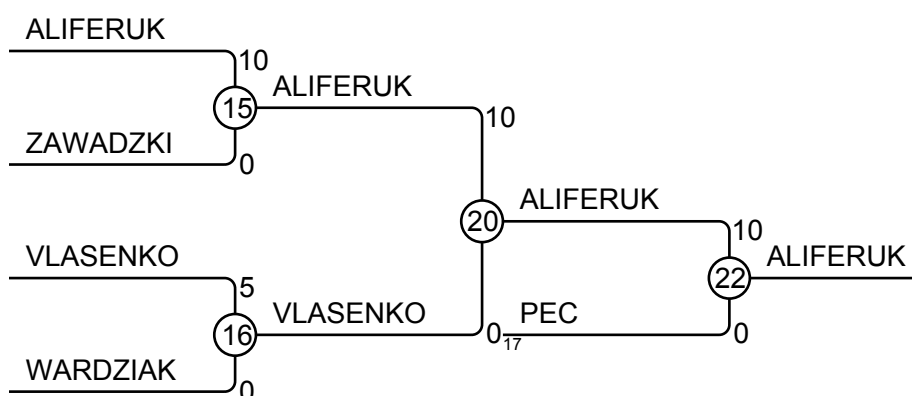 ALIFERUK
10
15
ALIFERUK
10
ZAWADZKI
0
20
ALIFERUK
10
22
ALIFERUK
VLASENKO
5
16
VLASENKO
0
17
PEC
0
WARDZIAK
0